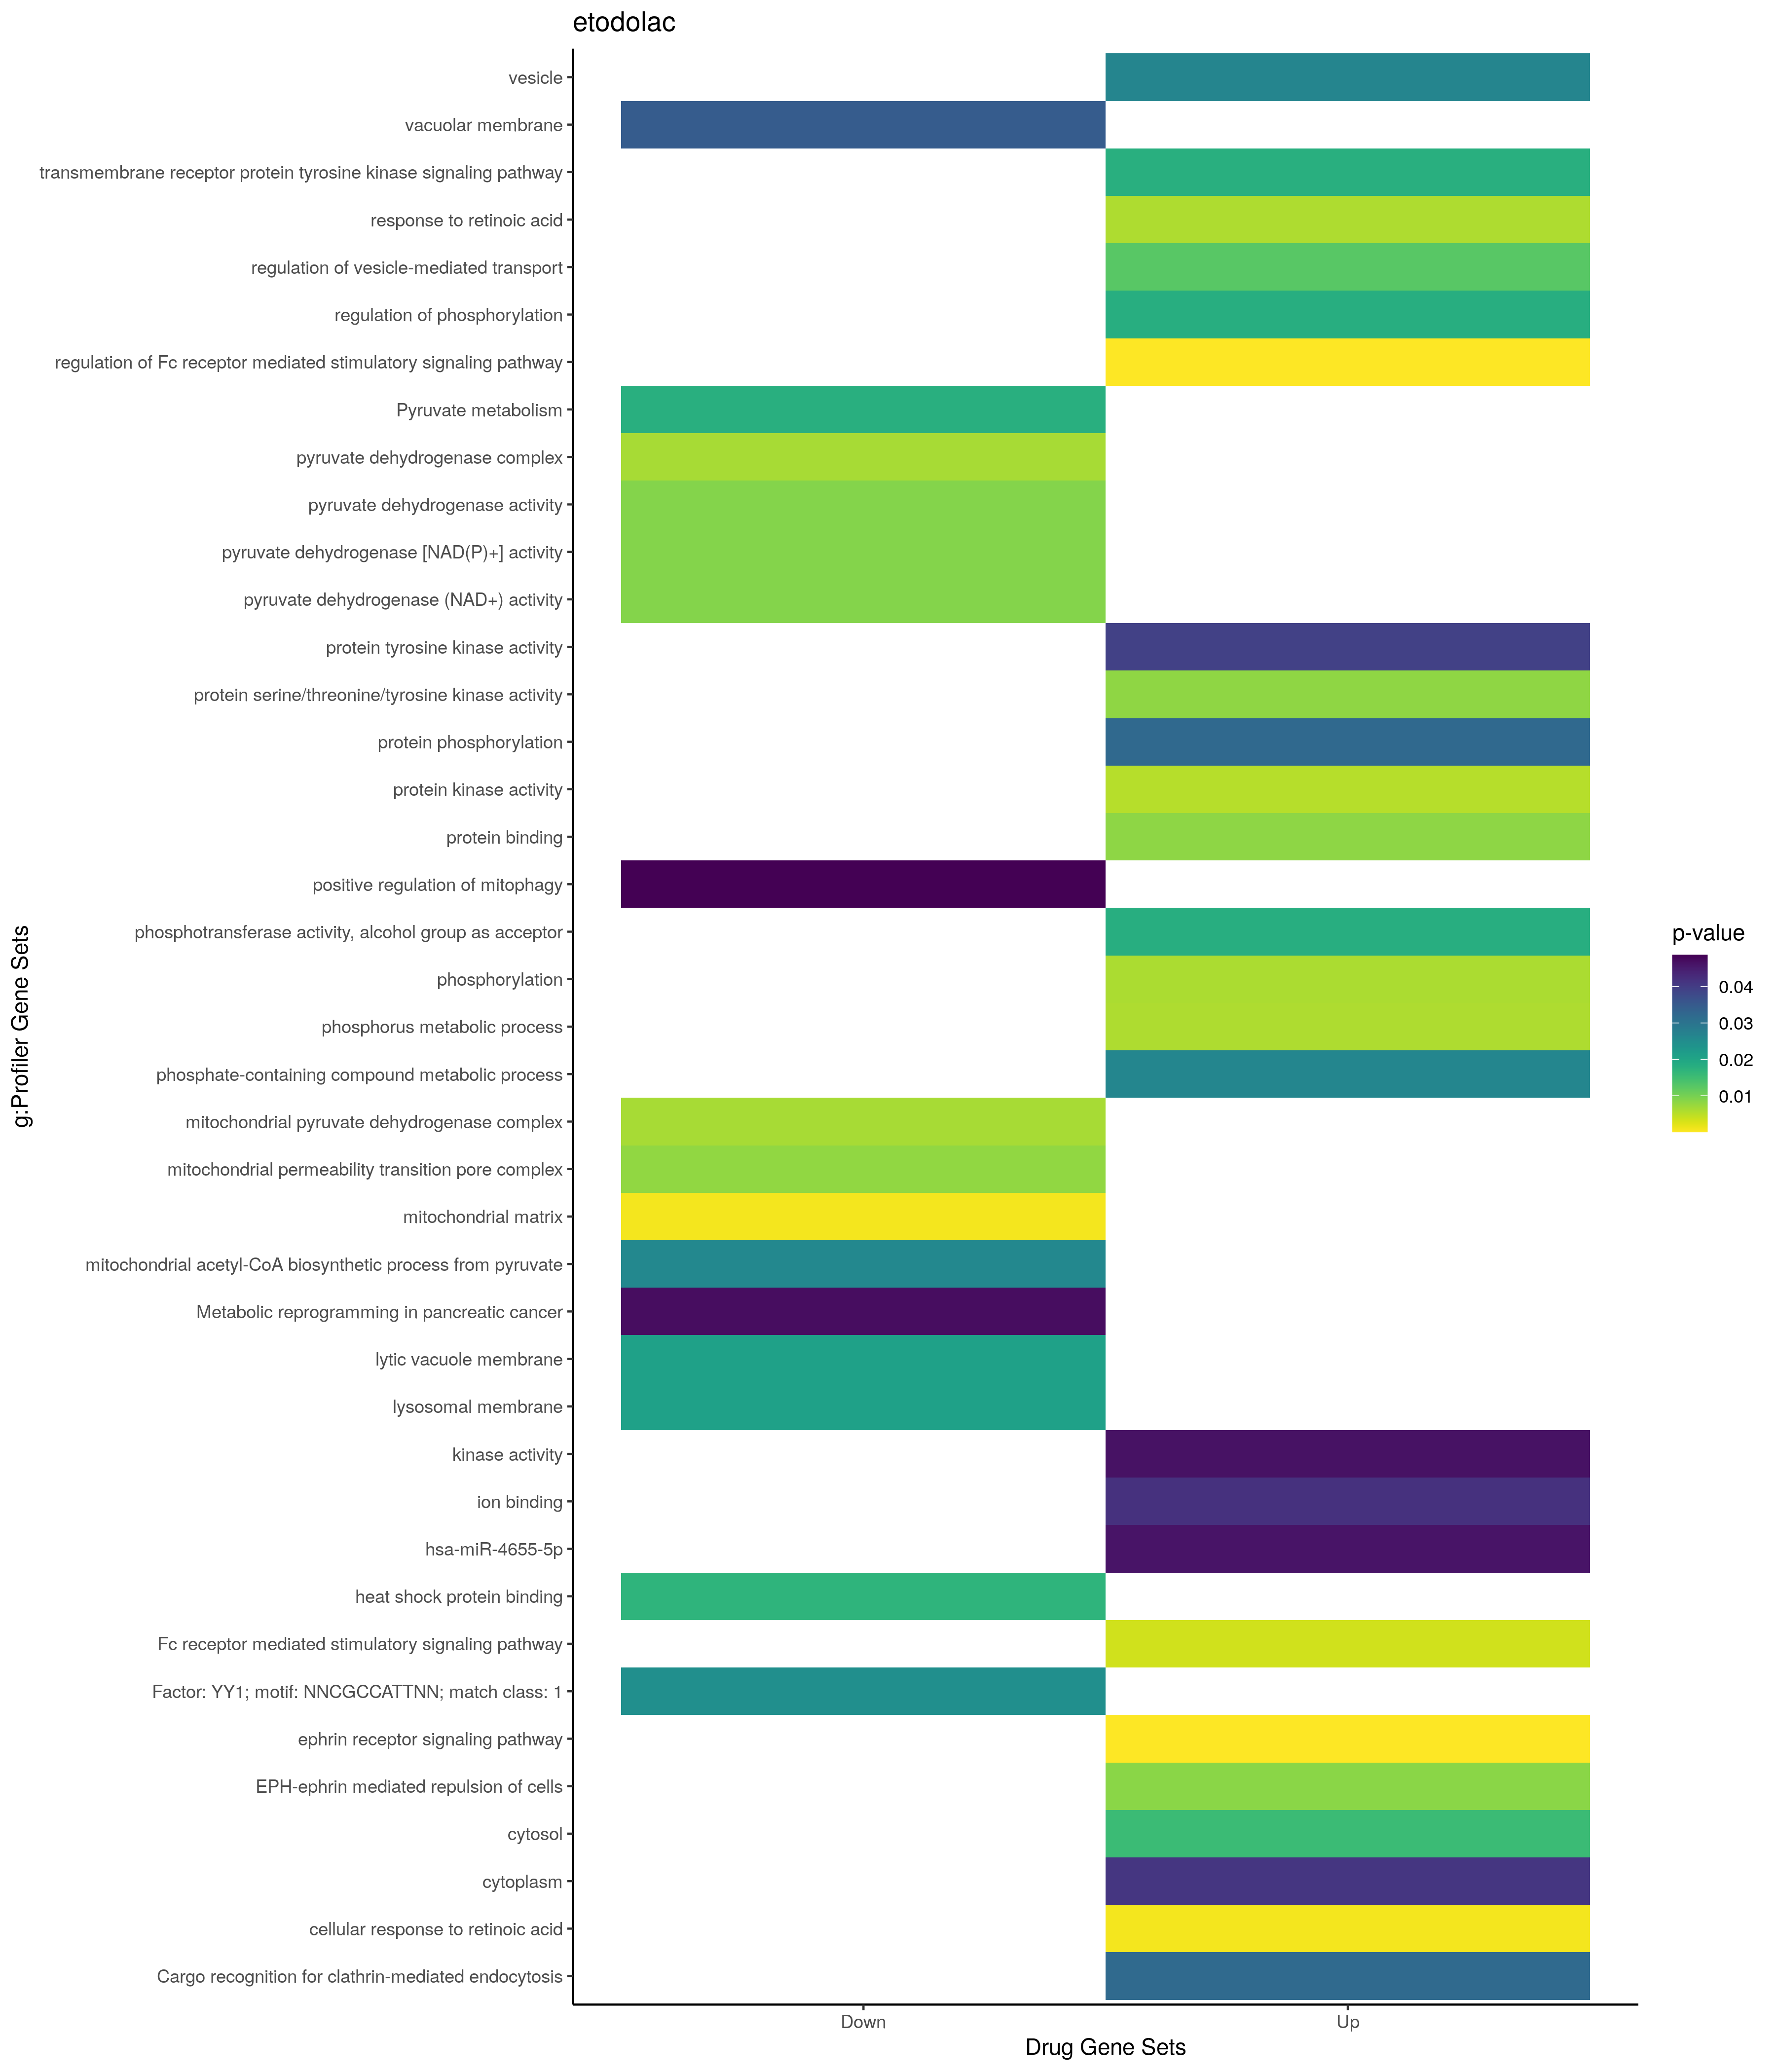 etodolac
vesicle
vacuolar membrane
transmembrane receptor protein tyrosine kinase signaling pathway
response to retinoic acid
regulation of vesicle-mediated transport
regulation of phosphorylation
regulation of Fc receptor mediated stimulatory signaling pathway
Pyruvate metabolism
pyruvate dehydrogenase complex
pyruvate dehydrogenase activity
pyruvate dehydrogenase [NAD(P)+] activity
pyruvate dehydrogenase (NAD+) activity
protein tyrosine kinase activity
protein serine/threonine/tyrosine kinase activity
protein phosphorylation
protein kinase activity
protein binding
positive regulation of mitophagy
phosphotransferase activity, alcohol group as acceptor
phosphorylation
phosphorus metabolic process
phosphate-containing compound metabolic process
mitochondrial pyruvate dehydrogenase complex
mitochondrial permeability transition pore complex
mitochondrial matrix
mitochondrial acetyl-CoA biosynthetic process from pyruvate
Metabolic reprogramming in pancreatic cancer
lytic vacuole membrane
lysosomal membrane
kinase activity
ion binding
hsa-miR-4655-5p
heat shock protein binding
Fc receptor mediated stimulatory signaling pathway
Factor: YY1; motif: NNCGCCATTNN; match class: 1
ephrin receptor signaling pathway
EPH-ephrin mediated repulsion of cells
cytosol
cytoplasm
cellular response to retinoic acid
Cargo recognition for clathrin-mediated endocytosis
g:Profiler Gene Sets
Down
Up
Drug Gene Sets
p-value
0.04
0.03
0.02
0.01